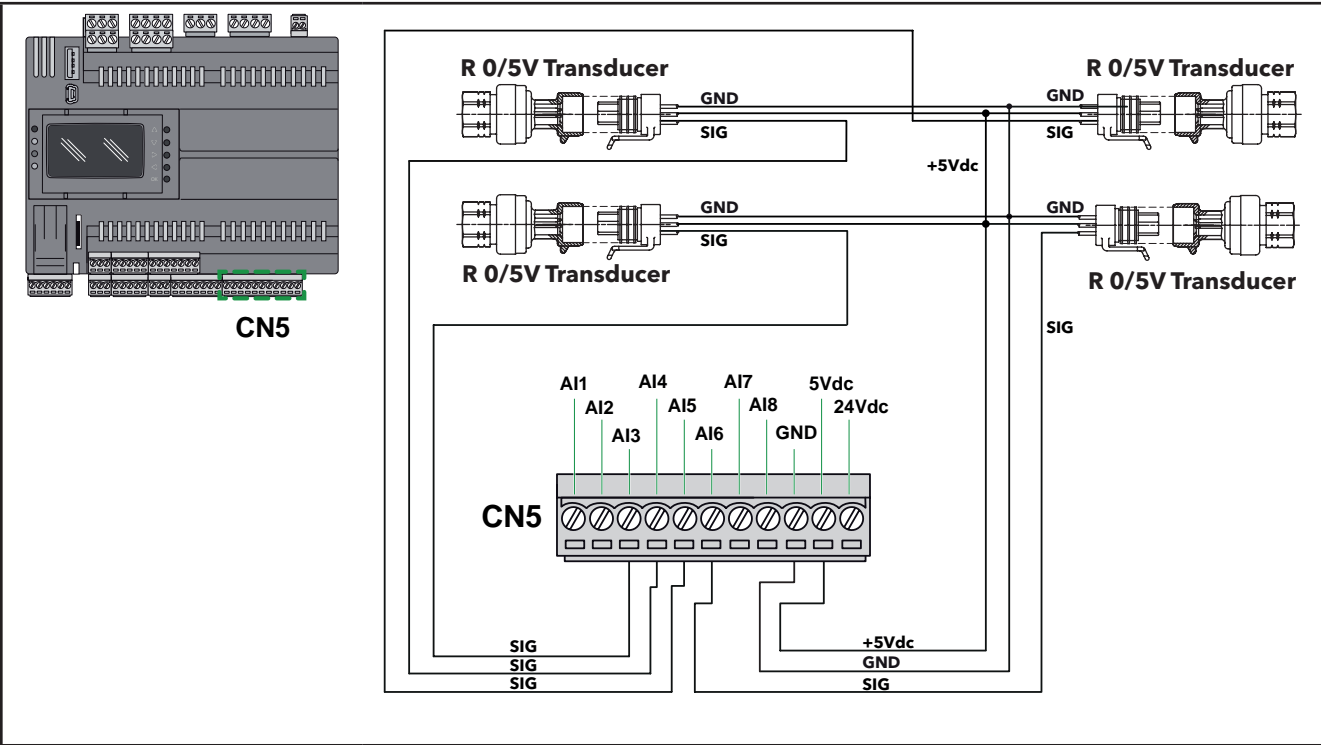 R 0/5V Transducer
R 0/5V Transducer
GND
GND
SIG
SIG
+5Vdc
GND
GND
SIG
R 0/5V Transducer
R 0/5V Transducer
CN5
SIG
AI1
AI4
AI7
5Vdc
AI2
AI5
AI8
24Vdc
AI3
AI6
GND
CN5
SIG
+5Vdc
SIG
GND
SIG
SIG